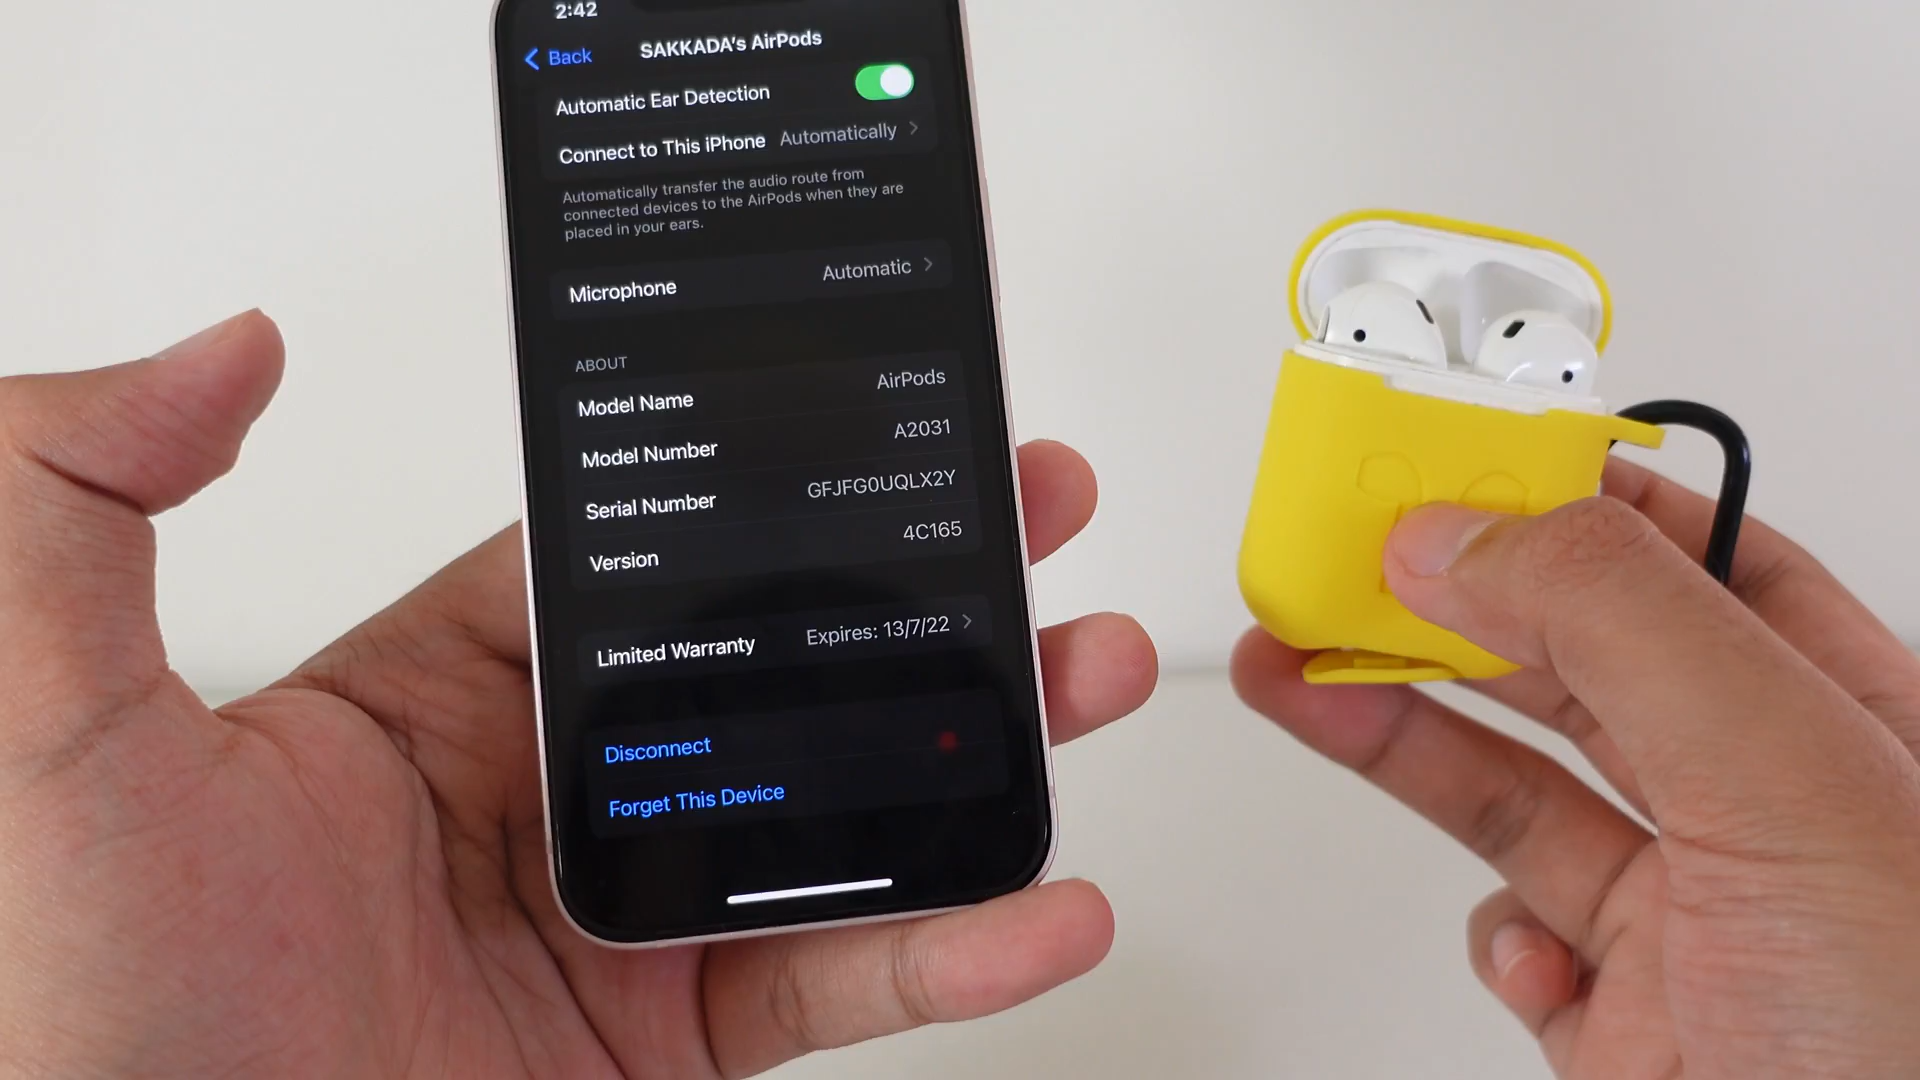 2:42
Back
SAKKADA's AirPods
Automatic Ear Detection
Connect to This iPhone Automatically
Automatically transfer the audio route from
connected devices to the AirPods when they are
placed in your ears.
Microphone Automatic
ABOUT
Model Name AirPods
Model Number A2031
Serial Number GFJFG0UQLX2Y
Version 4C165
Limited Warranty Expires: 13/7/22
Disconnect
Forget This Device